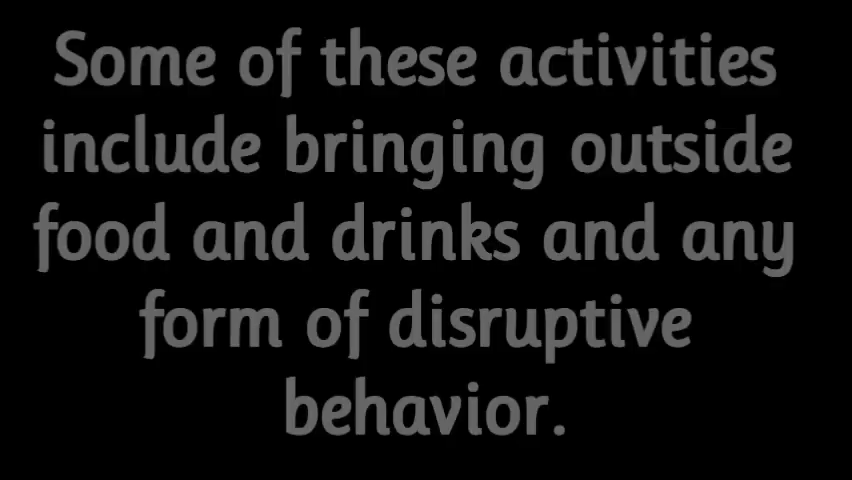 Some of these activities
include bringing outside
food and drinks and any
form of disruptive
behavior.